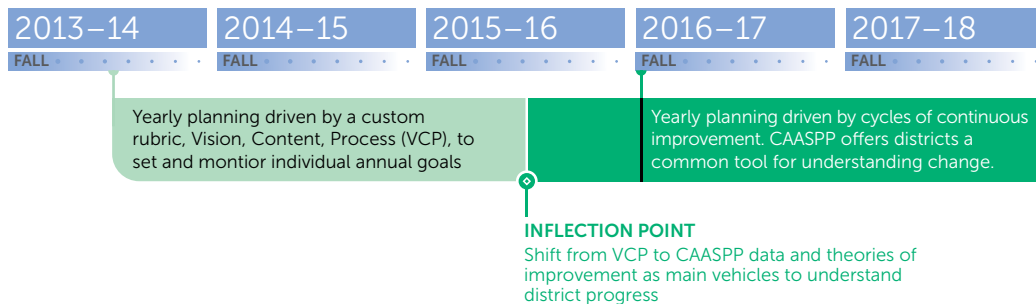 2013–14 2014–15 2015–16 2016–17 2017–18
FALL FALL FALL FALL FALL
Yearly planning driven by a custom
rubric, Vision, Content, Process (VCP), to
set and montior individual annual goals
Yearly planning driven by cycles of continuous
improvement. CAASPP offers districts a
common tool for understanding change.
INFLECTION POINT
Shift from VCP to CAASPP data and theories of
improvement as main vehicles to understand
district progress